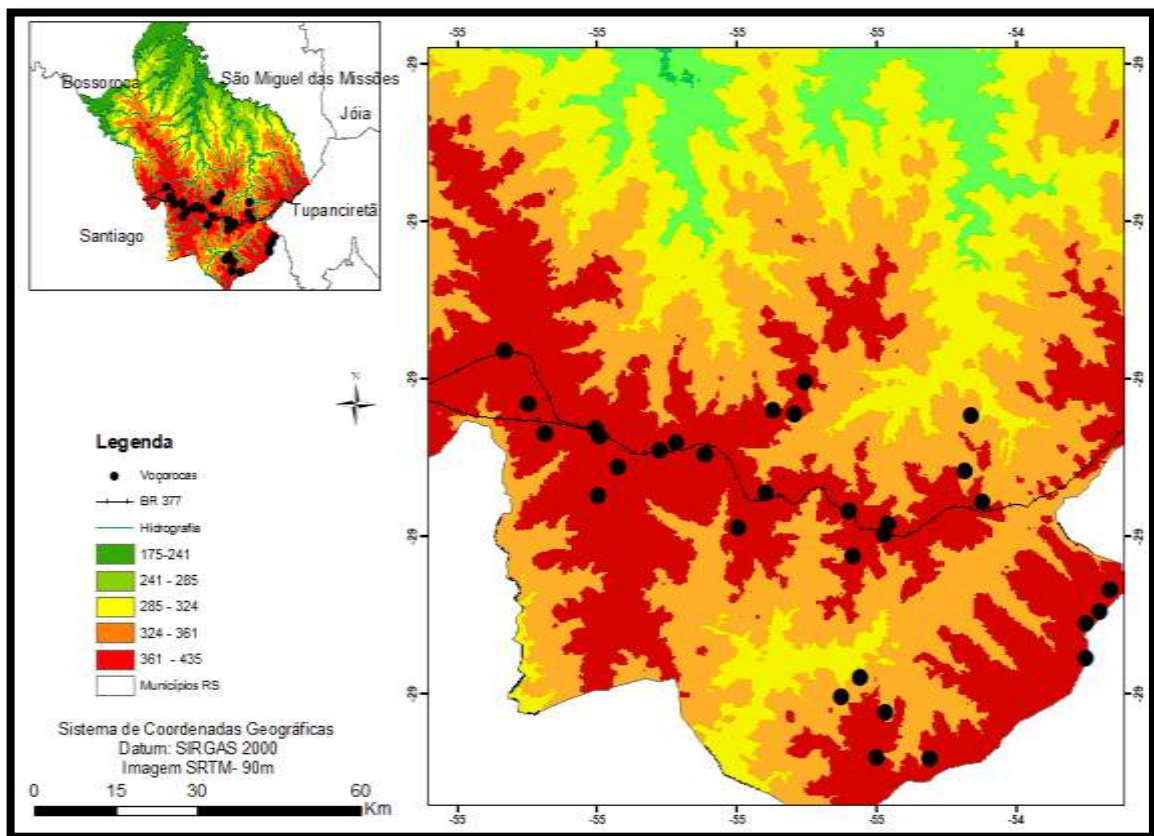 Bossoroca
São Miguel das Missões
Jóia
Tupanciretã
Santiago
N
Legenda
Voçorocas
BR 377
Hidrografia
175-241
241 - 285
285 - 324
324 - 361
361 - 435
Municípios RS
Sistema de Coordenadas Geográficas
Datum: SIRGAS 2000
Imagem SRTM- 90m
0 15 30 60
Km
-55 -55 -55 -55 -54
-29 -29
-29 -29
-29 -29
-29 -29
-29 -29
-55 -55 -55 -55 -54